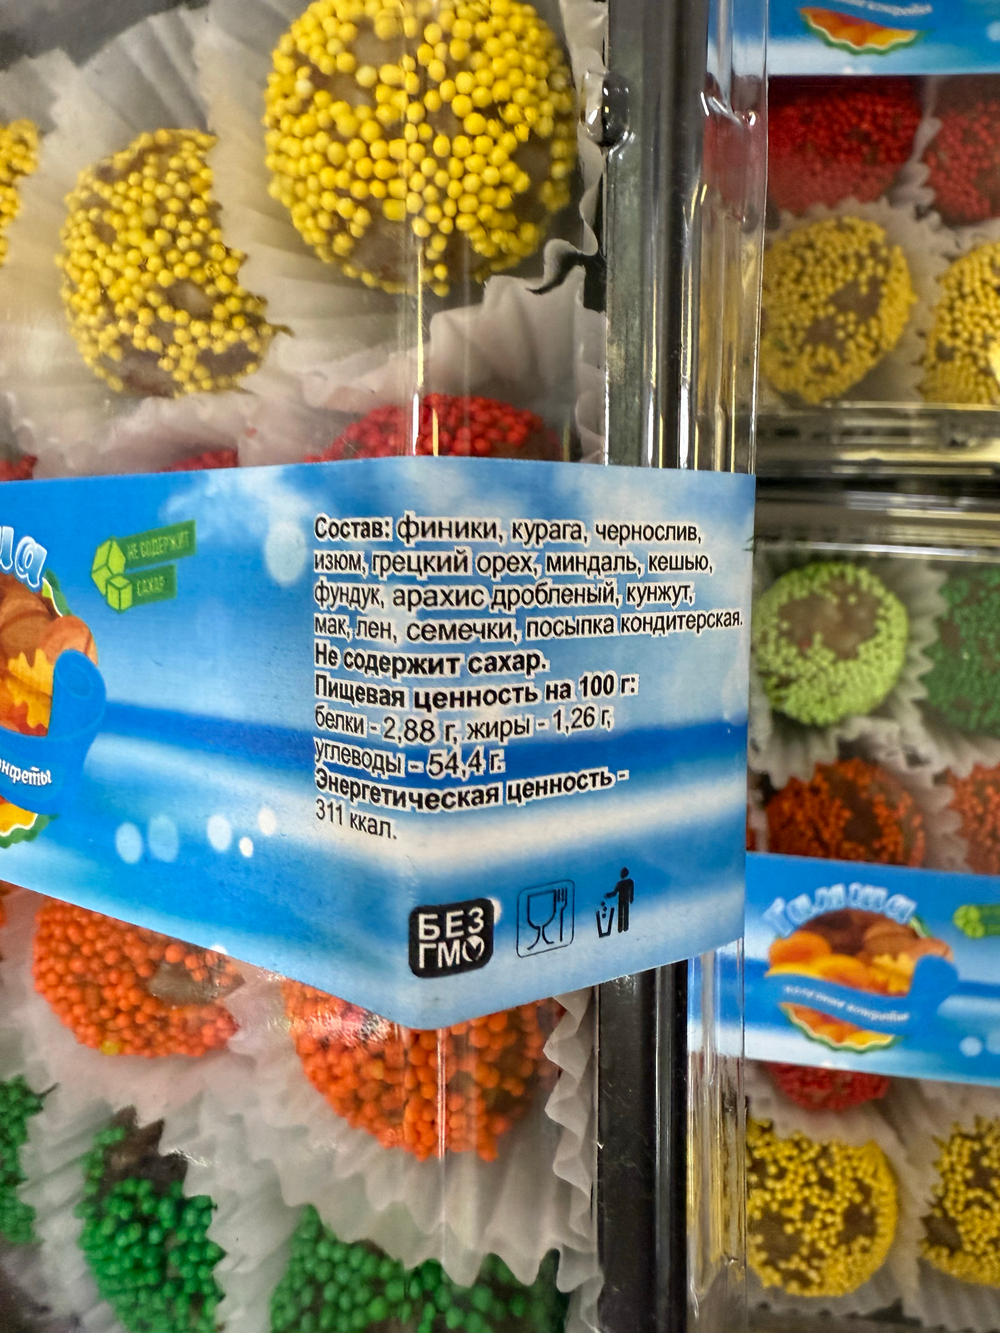 НЕ СОДЕРЖИТ
САХАР
Состав: финики, курага, чернослив,
изюм, грецкий орех, миндаль, кешью,
фундук, арахис дробленый, кунжут,
мак, лен, семечки, посыпка кондитерская.
Не содержит сахар.
Пищевая ценность на 100 г:
белки - 2,88 г, жиры - 1,26 г,
углеводы - 54,4 г.
Энергетическая ценность -
311 ккал.
БЕЗ
ГМО